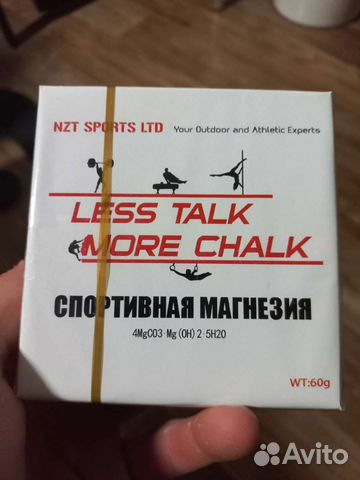 NZT SPORTS LTD Your Outdoor and Athletic Experts
LESS TALK
MORE CHALK
СПОРТИВНАЯ МАГНЕЗИЯ
4MgCO3·Mg(OH)2·5H2O
WT:60g
Avito